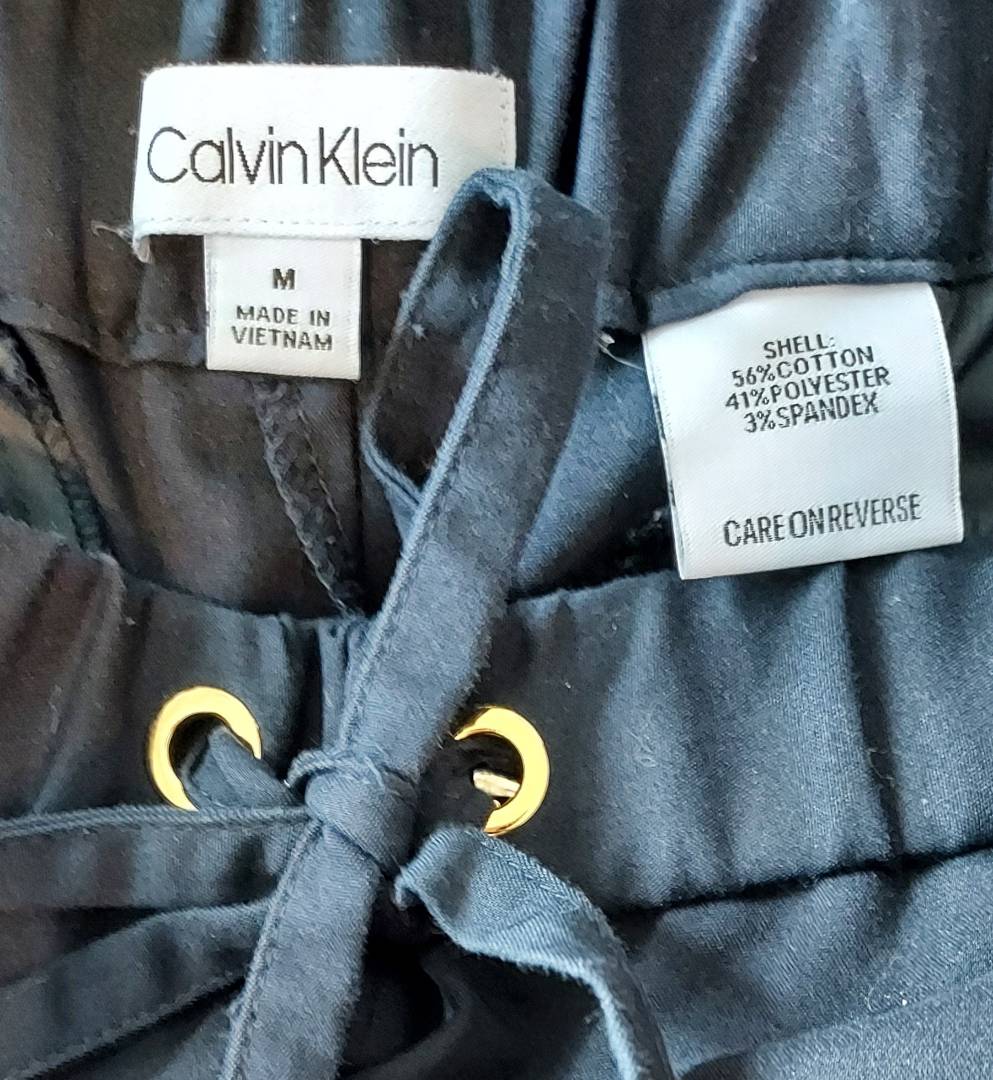 Calvin Klein
M
MADE IN
VIETNAM
SHELL:
56%COTTON
41%POLYESTER
3%SPANDEX
CARE ON REVERSE